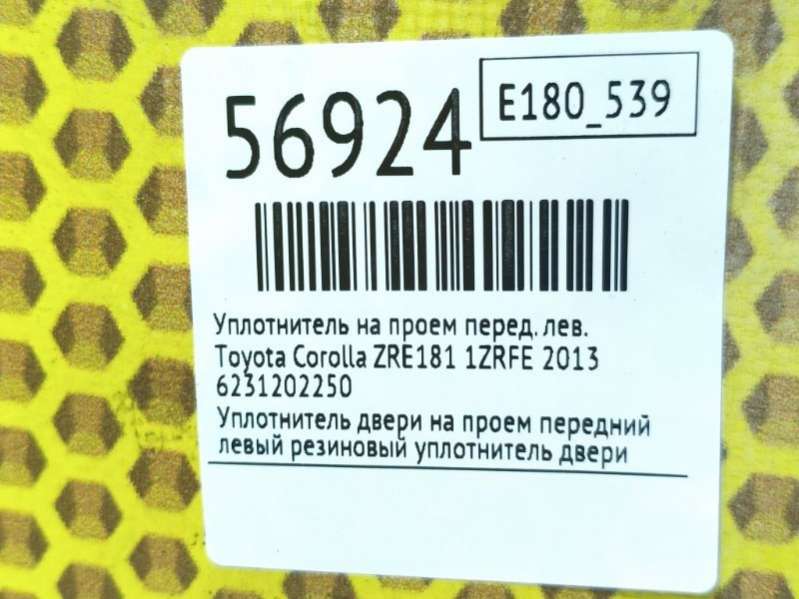 56924
E180_539
Уплотнитель на проем перед. лев.
Toyota Corolla ZRE181 1ZRFE 2013
6231202250
Уплотнитель двери на проем передний
левый резиновый уплотнитель двери